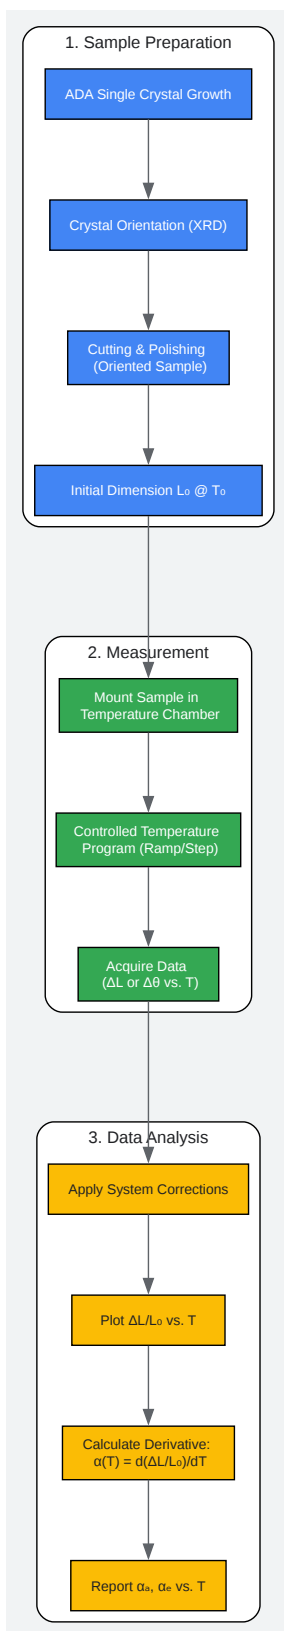 1. Sample Preparation
ADA Single Crystal Growth
Crystal Orientation (XRD)
Cutting & Polishing
(Oriented Sample)
Initial Dimension L₀ @ T₀
2. Measurement
Mount Sample in
Temperature Chamber
Controlled Temperature
Program (Ramp/Step)
Acquire Data
(ΔL or Δθ vs. T)
3. Data Analysis
Apply System Corrections
Plot ΔL/L₀ vs. T
Calculate Derivative:
α(T) = d(ΔL/L₀)/dT
Report αₐ, αₑ vs. T